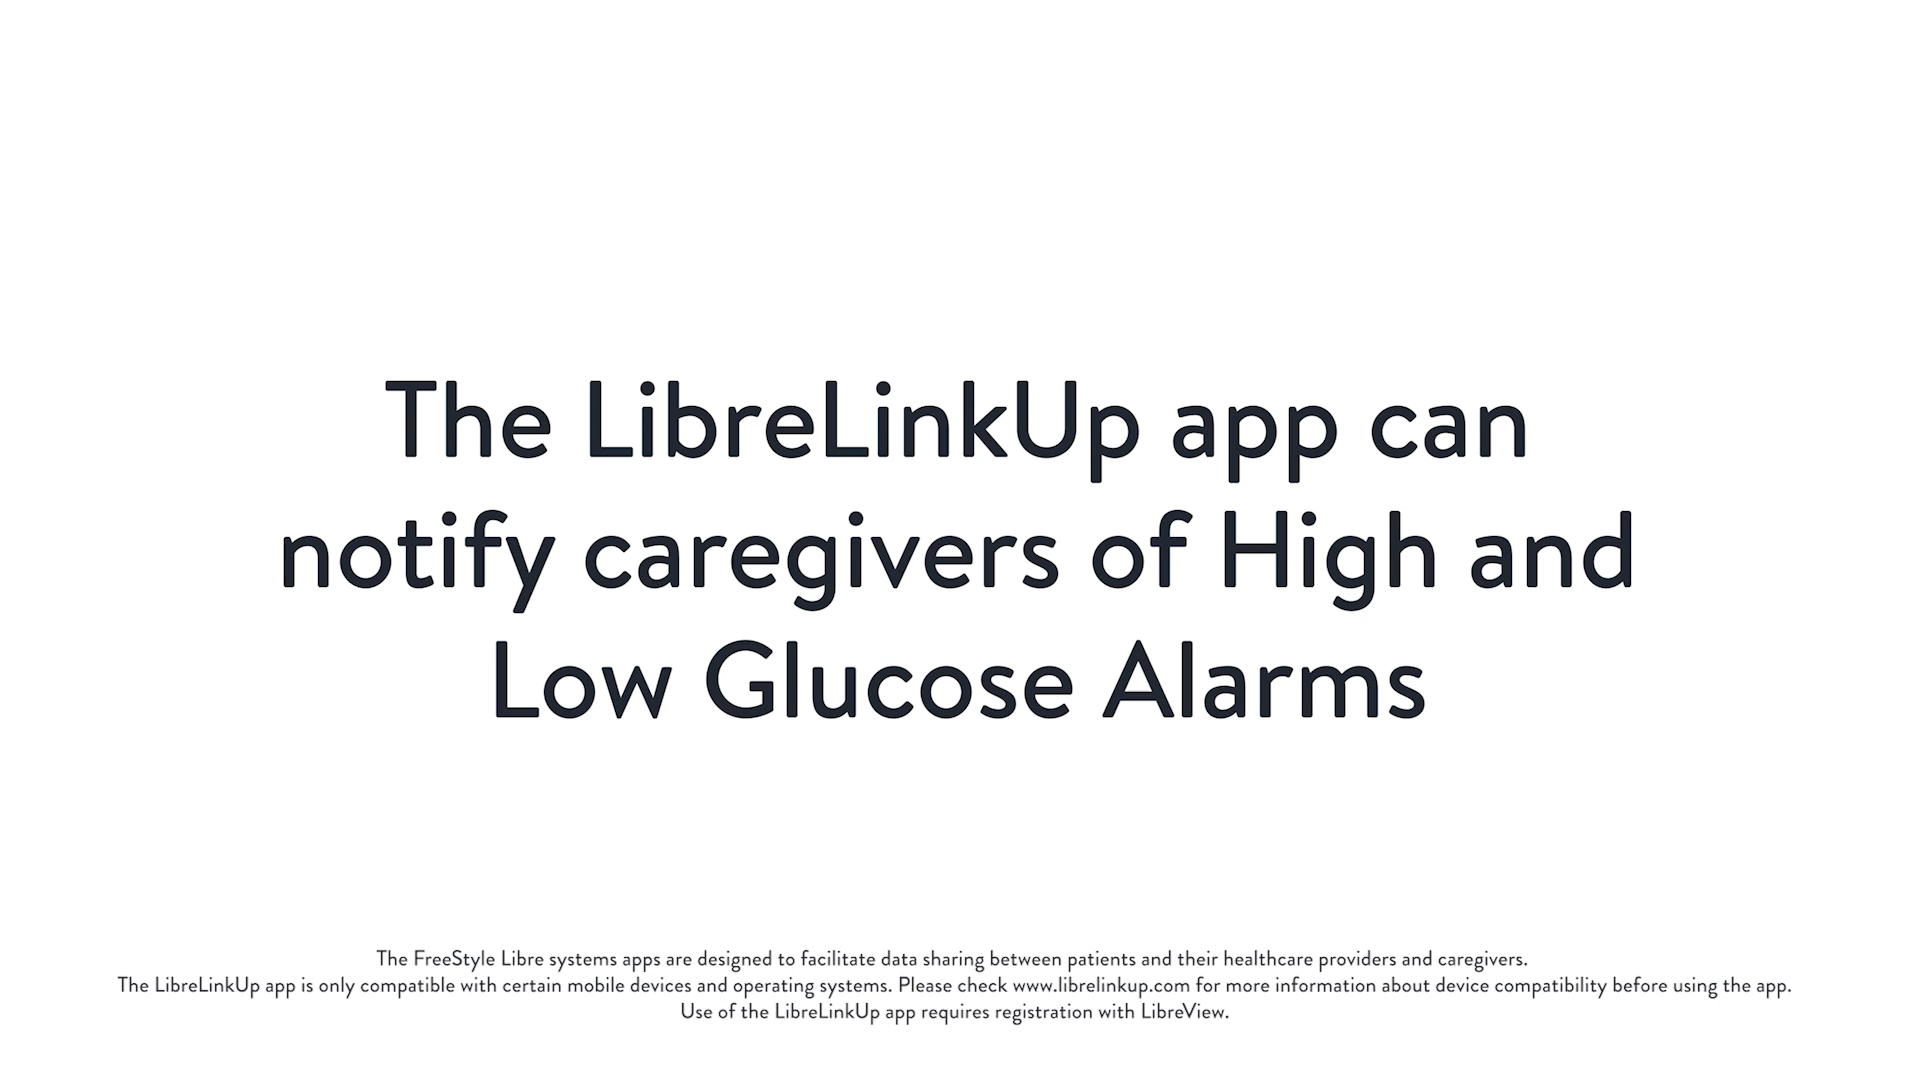 The LibreLinkUp app can
notify caregivers of High and
Low Glucose Alarms
The FreeStyle Libre systems apps are designed to facilitate data sharing between patients and their healthcare providers and caregivers.
The LibreLinkUp app is only compatible with certain mobile devices and operating systems. Please check www.librelinkup.com for more information about device compatibility before using the app.
Use of the LibreLinkUp app requires registration with LibreView.